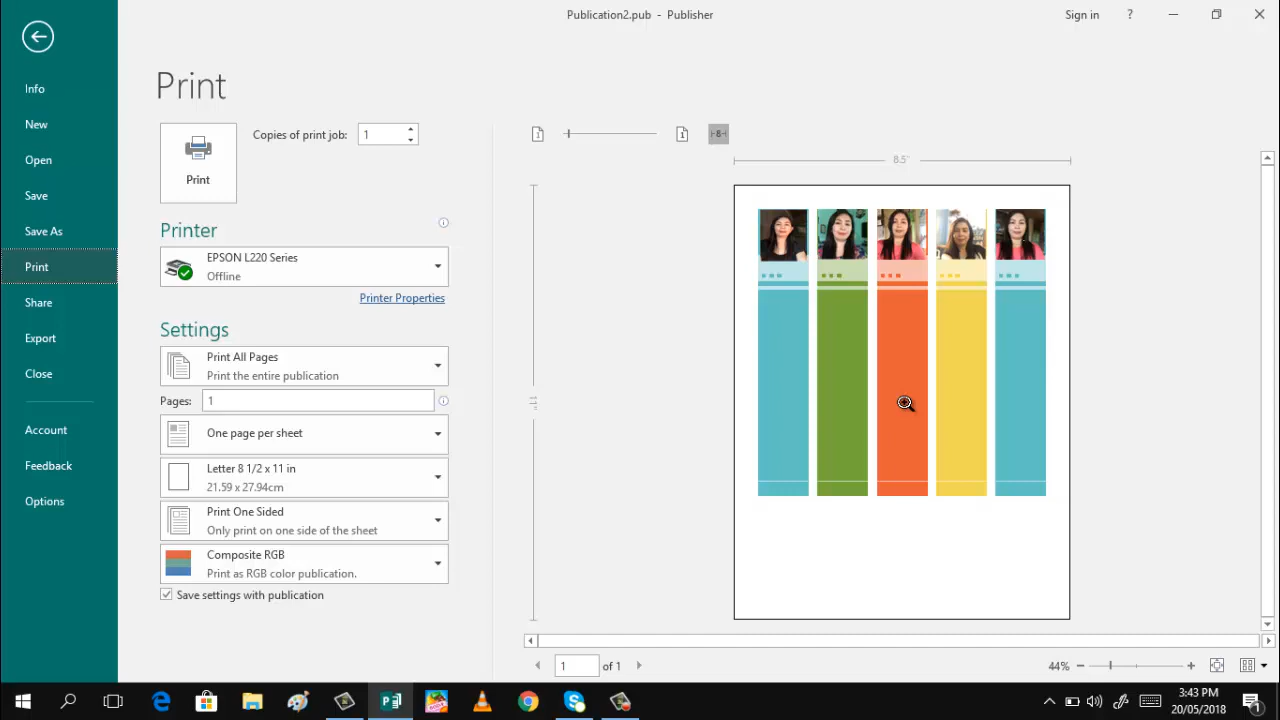 Publication2.pub - Publisher
Sign in
?
Info
New
Open
Save
Save As
Print
Share
Export
Close
Account
Feedback
Options
Print
Print
Copies of print job: 1
Printer
EPSON L220 Series
Offline
Printer Properties
Settings
Print All Pages
Print the entire publication
Pages: 1
One page per sheet
Letter 8 1/2 x 11 in
21.59 x 27.94cm
Print One Sided
Only print on one side of the sheet
Composite RGB
Print as RGB color publication.
Save settings with publication
1
1
8
8.5"
1 of 1
44%
3:43 PM
20/05/2018
1